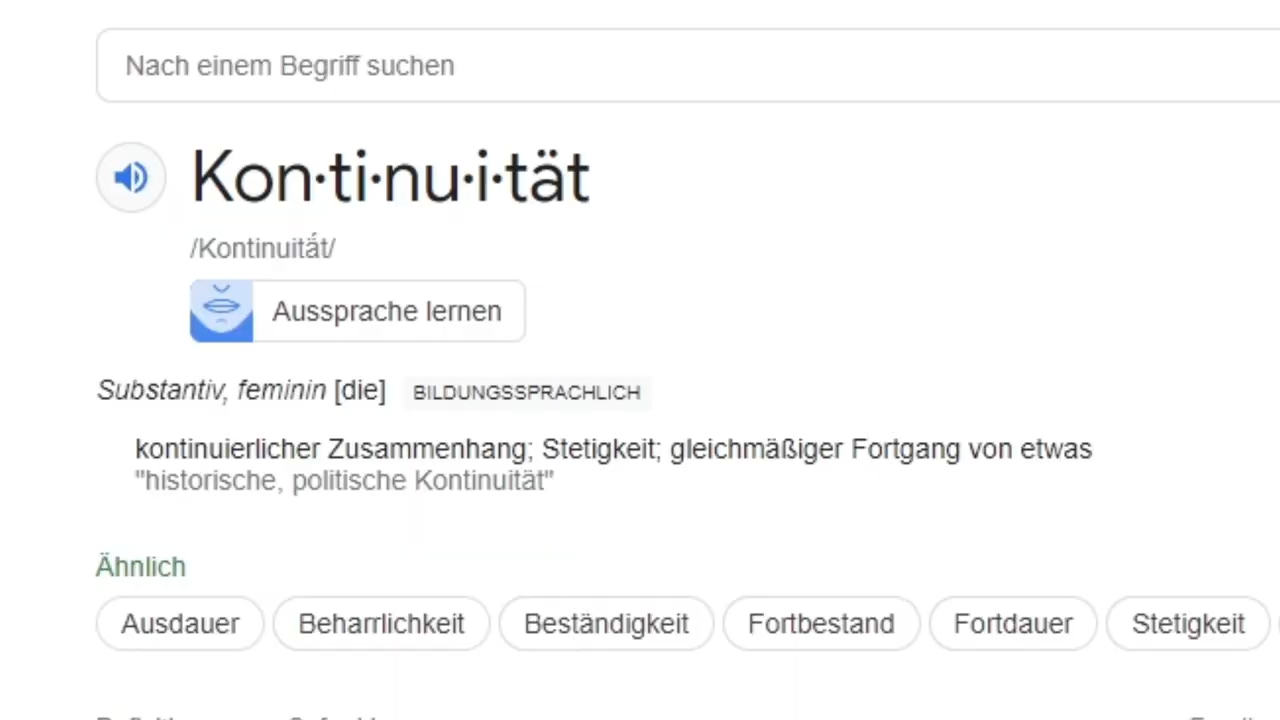 Nach einem Begriff suchen
Kon·ti·nu·i·tät
/Kontinuitä́t/
Aussprache lernen
Substantiv, feminin [die] BILDUNGSSPRACHLICH
kontinuierlicher Zusammenhang; Stetigkeit; gleichmäßiger Fortgang von etwas
"historische, politische Kontinuität"
Ähnlich
Ausdauer Beharrlichkeit Beständigkeit Fortbestand Fortdauer Stetigkeit